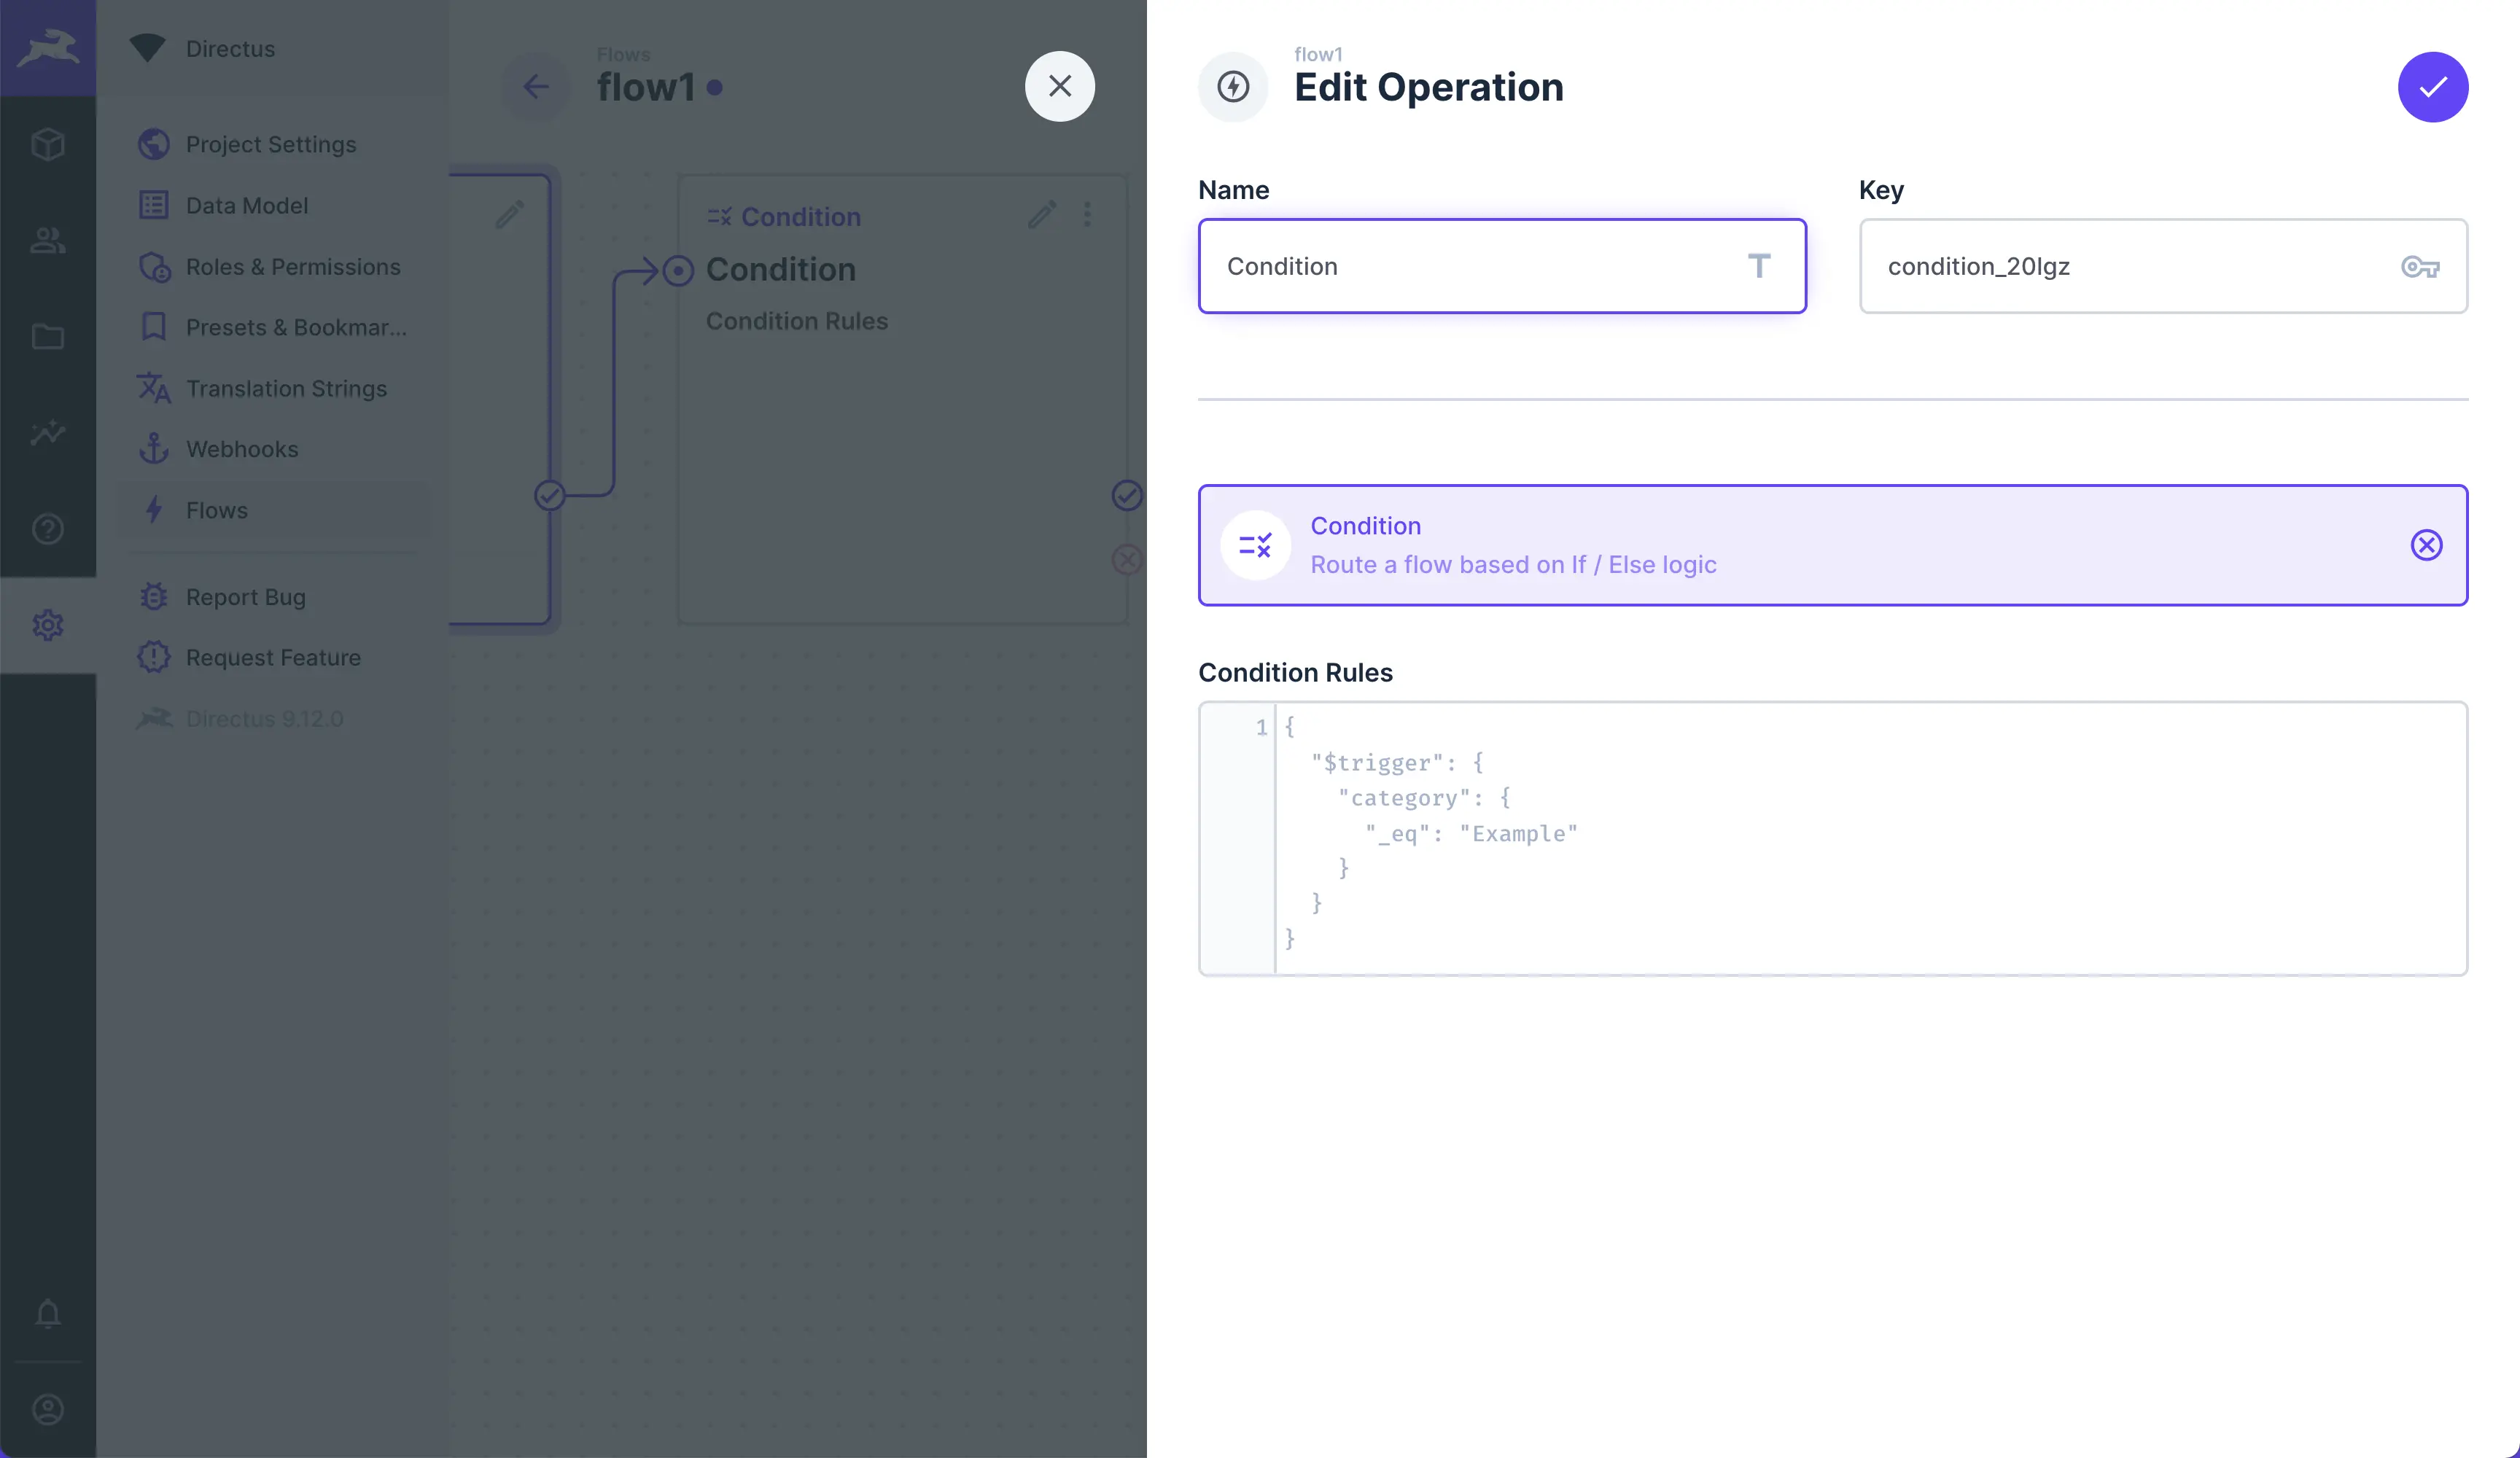 Directus
Project Settings
Data Model
Roles & Permissions
Presets & Bookmar...
Translation Strings
Webhooks
Flows
Report Bug
Request Feature
Directus 9.12.0
Flows
flow1
Condition
Condition
Condition Rules
flow1
Edit Operation
Name
Key
Condition
condition_20lgz
Condition
Route a flow based on If / Else logic
Condition Rules
1 {
"$trigger": {
"category": {
"_eq": "Example"
}
}
}